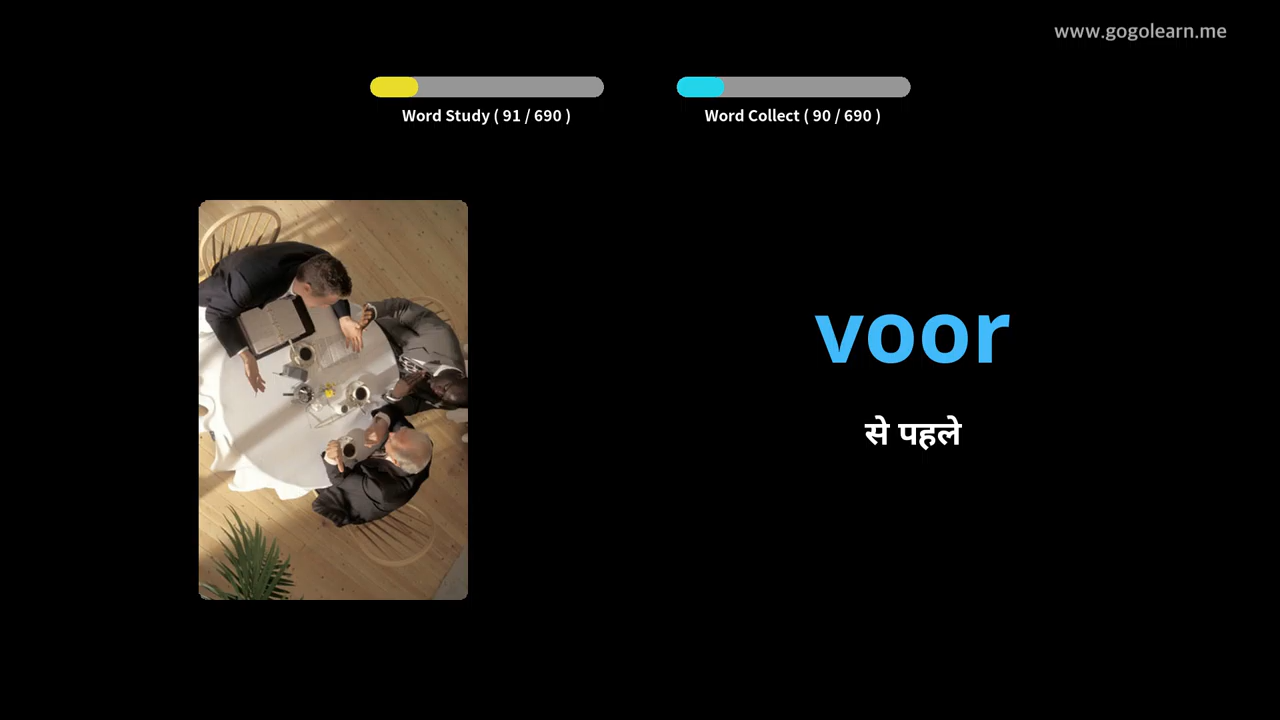 www.gogolearn.me
Word Study ( 91 / 690 )
Word Collect ( 90 / 690 )
voor
से पहले